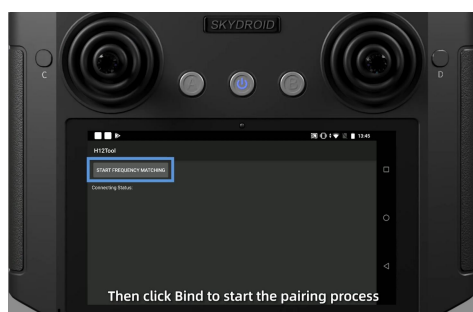 SKYDROID
C
D
13:45
H12Tool
START FREQUENCY MATCHING
Connecting Status:
Then click Bind to start the pairing process